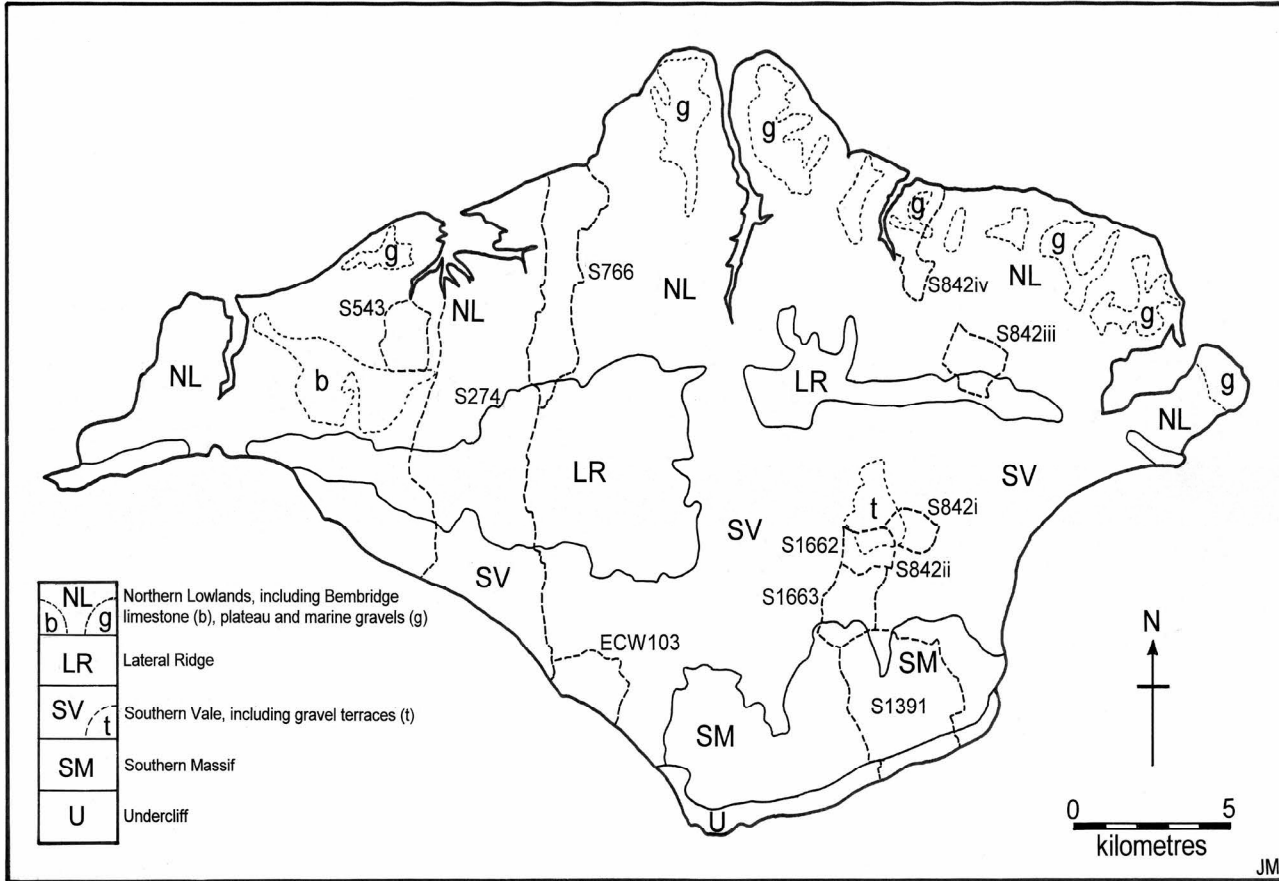 g
g
g
g
S766
NL
S842iv
NL
g
S543
NL
NL
S842iii
g
NL
b
S274
LR
g
NL
LR
SV
t
S842i
SV
S1662
SV
S842ii
S1663
ECW103
SM
S1391
SM
U
NL
b g
Northern Lowlands, including Bembridge
limestone (b), plateau and marine gravels (g)
LR
Lateral Ridge
SV
t
Southern Vale, including gravel terraces (t)
SM
Southern Massif
U
Undercliff
N
0 5
kilometres
JM